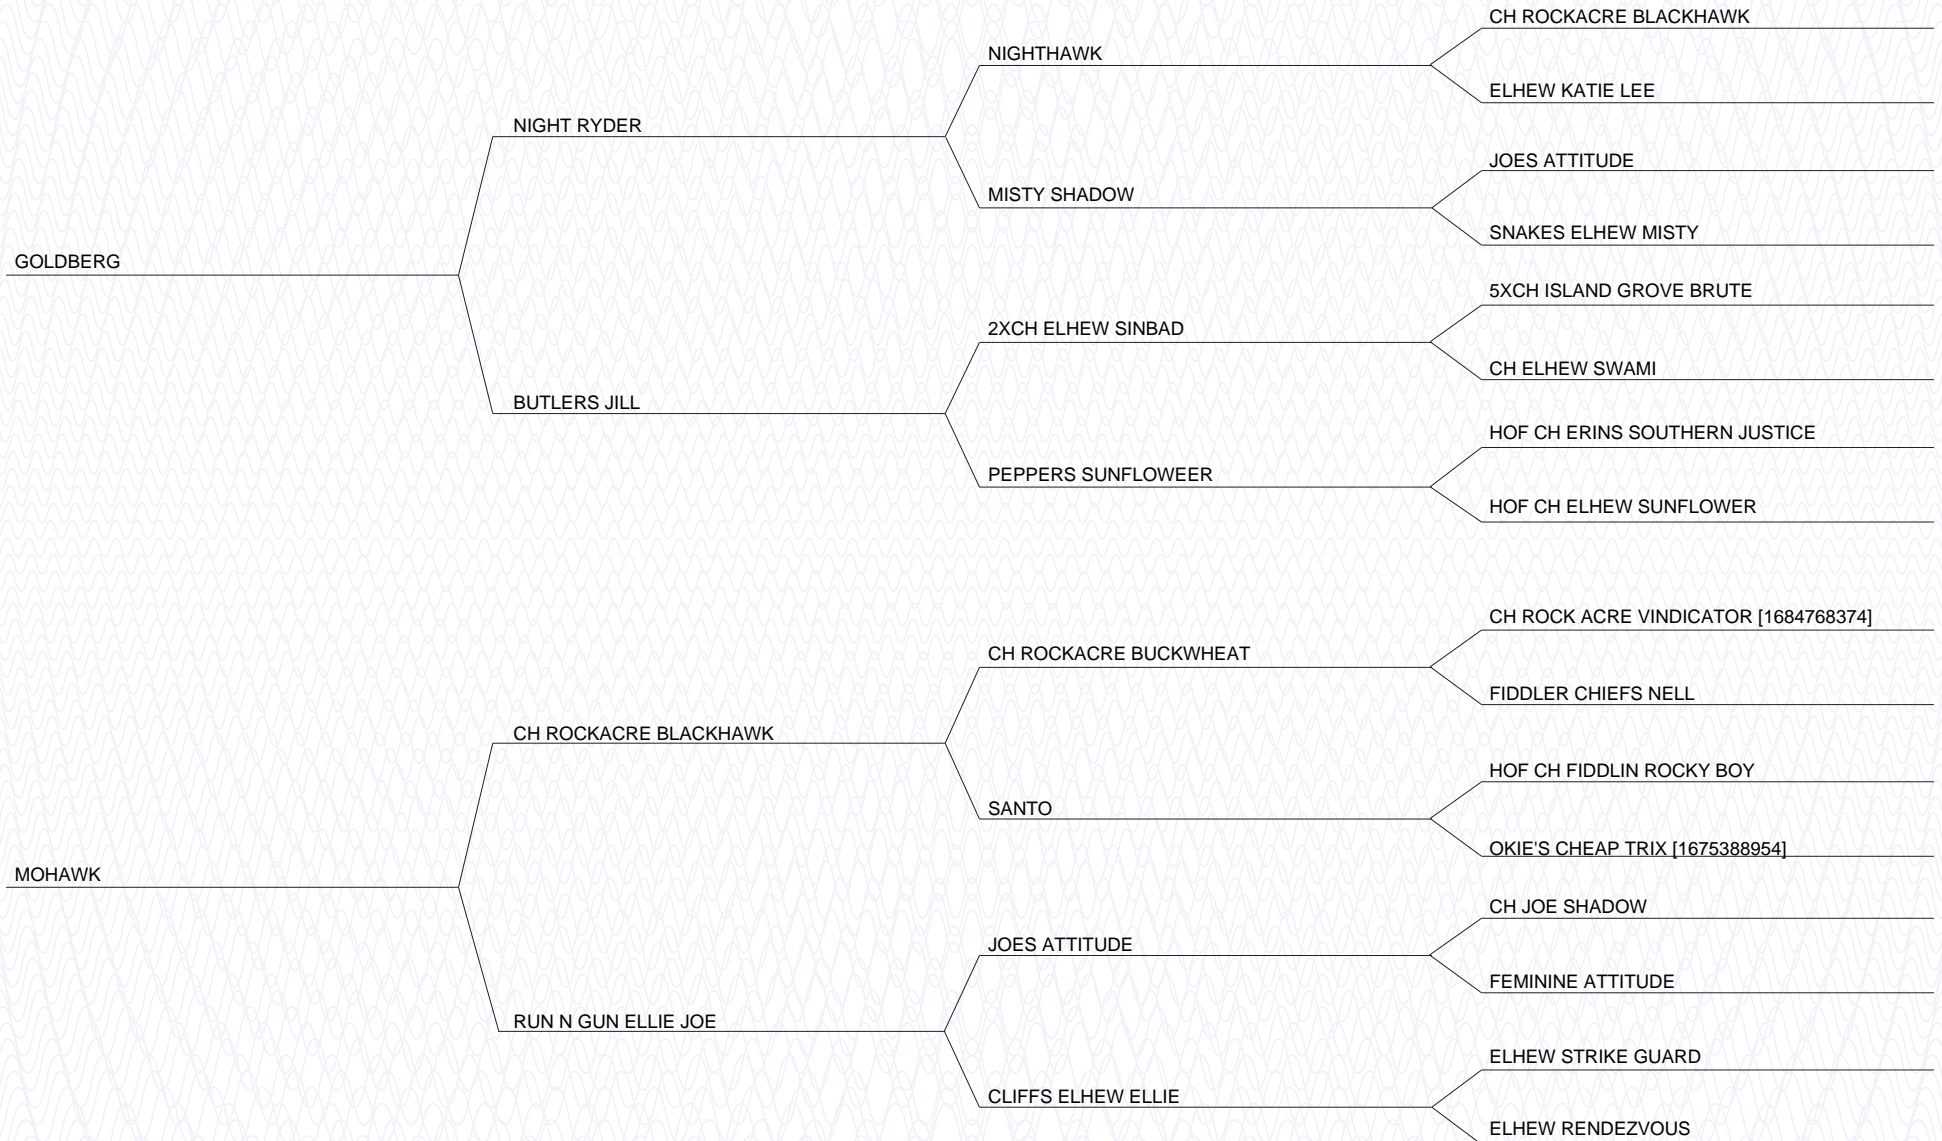 CH ROCKACRE BLACKHAWK
NIGHTHAWK
ELHEW KATIE LEE
NIGHT RYDER
JOES ATTITUDE
MISTY SHADOW
SNAKES ELHEW MISTY
GOLDBERG
5XCH ISLAND GROVE BRUTE
2XCH ELHEW SINBAD
CH ELHEW SWAMI
BUTLERS JILL
HOF CH ERINS SOUTHERN JUSTICE
PEPPERS SUNFLOWEER
HOF CH ELHEW SUNFLOWER
CH ROCK ACRE VINDICATOR [1684768374]
CH ROCKACRE BUCKWHEAT
FIDDLER CHIEFS NELL
CH ROCKACRE BLACKHAWK
HOF CH FIDDLIN ROCKY BOY
SANTO
OKIE'S CHEAP TRIX [1675388954]
MOHAWK
CH JOE SHADOW
JOES ATTITUDE
FEMININE ATTITUDE
RUN N GUN ELLIE JOE
ELHEW STRIKE GUARD
CLIFFS ELHEW ELLIE
ELHEW RENDEZVOUS